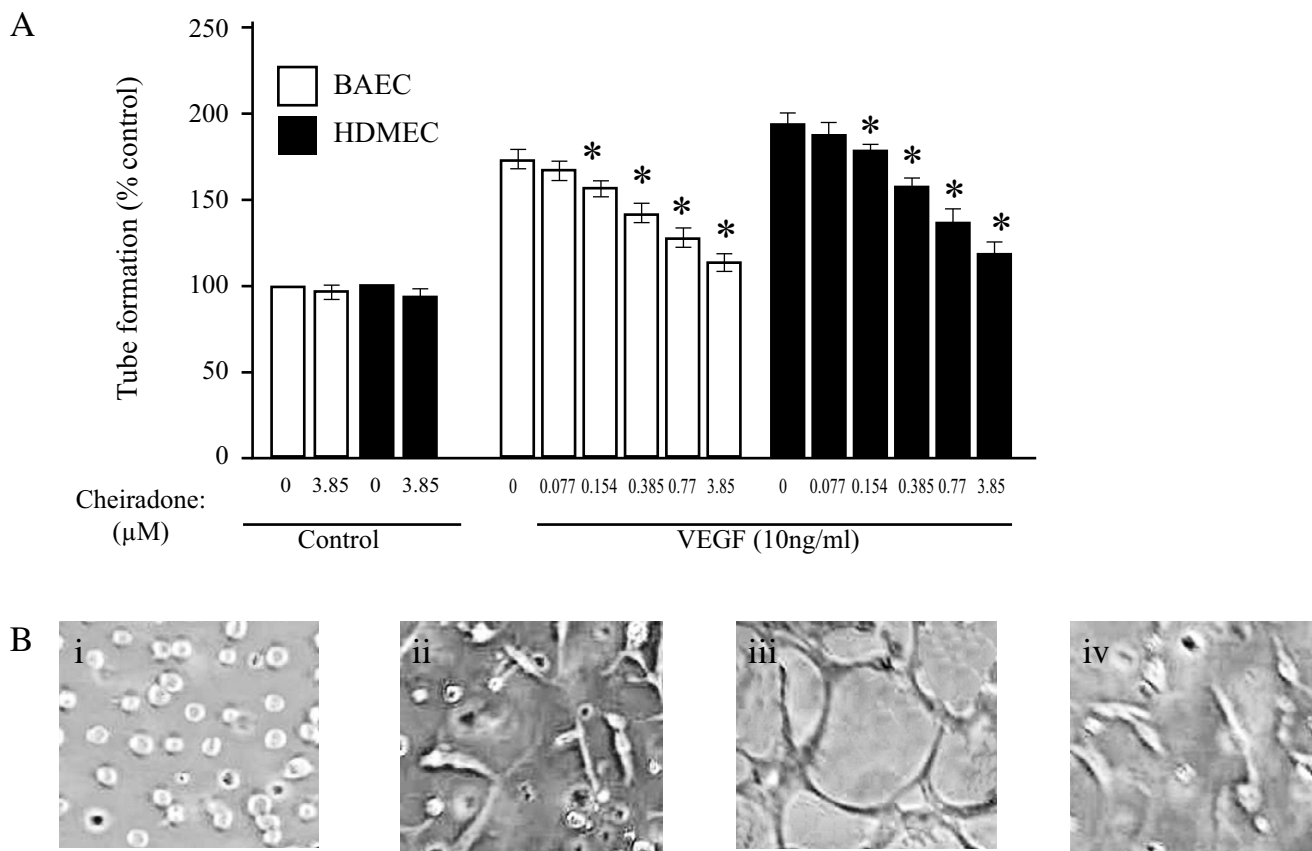 A
Tube formation (% control)
250
200
150
100
50
0
BAEC
HDMEC
* * * * * * * *
Cheiradone: 0 3.85 0 3.85 0 0.077 0.154 0.385 0.77 3.85 0 0.077 0.154 0.385 0.77 3.85
(µM)
Control VEGF (10ng/ml)
B
i ii iii iv